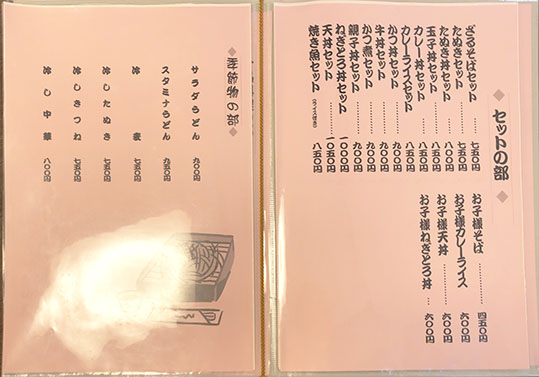 ◆ セットの部 ◆
ざるそばセット……七五〇円
たぬきセット………七五〇円
たぬき丼セット……八〇〇円
玉子丼セット………八五〇円
カレー丼セット……八五〇円
カレーライスセット…八五〇円
かつ丼セット………九〇〇円
牛丼セット…………九〇〇円
かつ煮セット………九〇〇円
親子丼セット………九〇〇円
ねぎとろ丼セット…一〇〇〇円
天丼セット…………一〇五〇円
焼き魚セット(ライス付き)…八五〇円
お子様そば…………四五〇円
お子様カレーライス…六〇〇円
お子様天丼…………六〇〇円
お子様ねぎとろ丼…六〇〇円
◆季節物の部◆
サラダうどん 九〇〇円
スタミナうどん 九五〇円
冷麦 七五〇円
冷したぬき 七五〇円
冷しきつね 七五〇円
冷し中華 八〇〇円